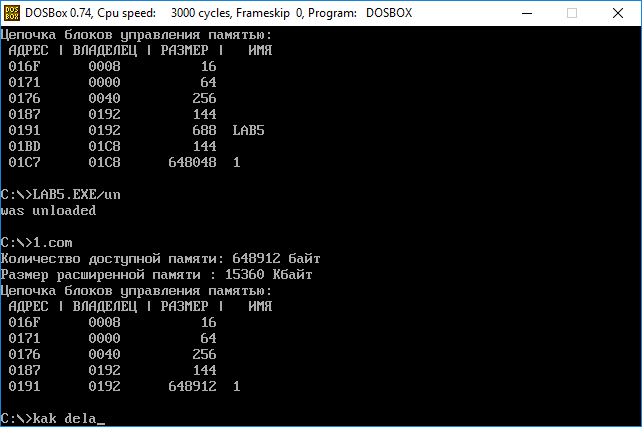 DOS
BOX
DOSBox 0.74, Cpu speed: 3000 cycles, Frameskip 0, Program: DOSBOX
Цепочка блоков управления памятью:
АДРЕС | ВЛАДЕЛЕЦ | РАЗМЕР | ИМЯ
016F 0008 16
0171 0000 64
0176 0040 256
0187 0192 144
0191 0192 688 LAB5
01BD 01C8 144
01C7 01C8 648048 1
C:\>LAB5.EXE/un
was unloaded
C:\>1.com
Количество доступной памяти: 648912 байт
Размер расширенной памяти : 15360 Кбайт
Цепочка блоков управления памятью:
АДРЕС | ВЛАДЕЛЕЦ | РАЗМЕР | ИМЯ
016F 0008 16
0171 0000 64
0176 0040 256
0187 0192 144
0191 0192 648912 1
C:\>kak dela_